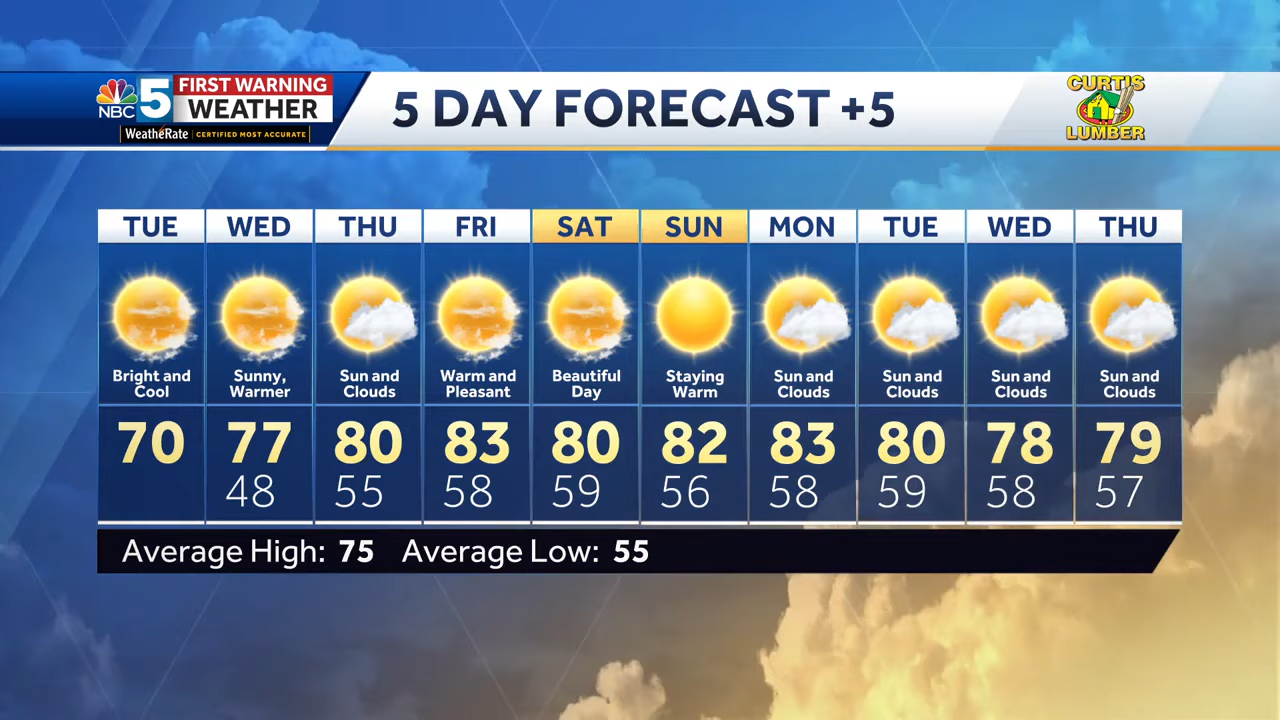 NBC 5 FIRST WARNING
WEATHER
WeatheRate CERTIFIED MOST ACCURATE
5 DAY FORECAST +5
CURTIS
LUMBER
TUE WED THU FRI SAT SUN MON TUE WED THU
Bright and Sunny, Sun and Warm and Beautiful Staying Sun and Sun and Sun and Sun and
Cool Warmer Clouds Pleasant Day Warm Clouds Clouds Clouds Clouds
70 77 80 83 80 82 83 80 78 79
48 55 58 59 56 58 59 58 57
Average High: 75 Average Low: 55